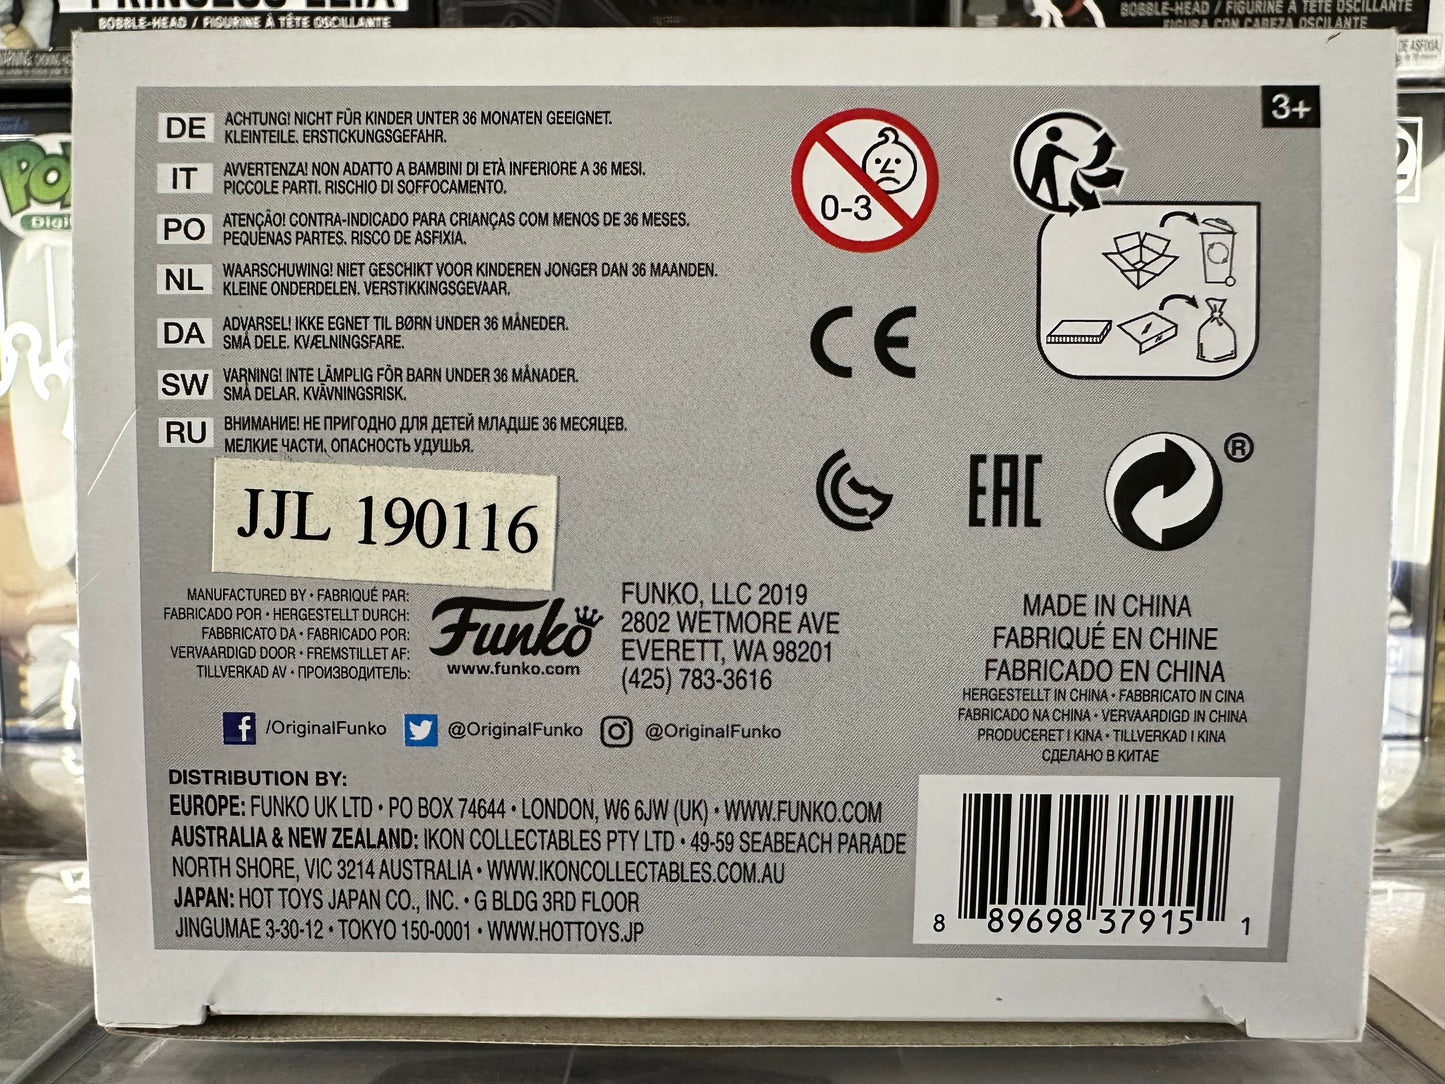 BOBBLE-HEAD / FIGURINE À TÊTE OSCILLANTE
BOBBLE-HEAD / FIGURINE À TÊTE OSCILLANTE
FIGURA CON CABEZA OSCILANTE
3+
DE ACHTUNG! NICHT FÜR KINDER UNTER 36 MONATEN GEEIGNET.
KLEINTEILE. ERSTICKUNGSGEFAHR.
IT AVVERTENZA! NON ADATTO A BAMBINI DI ETÀ INFERIORE A 36 MESI.
PICCOLE PARTI. RISCHIO DI SOFFOCAMENTO.
PO ATENÇÃO! CONTRA-INDICADO PARA CRIANÇAS COM MENOS DE 36 MESES.
PEQUENAS PARTES. RISCO DE ASFIXIA.
NL WAARSCHUWING! NIET GESCHIKT VOOR KINDEREN JONGER DAN 36 MAANDEN.
KLEINE ONDERDELEN. VERSTIKKINGSGEVAAR.
DA ADVARSEL! IKKE EGNET TIL BØRN UNDER 36 MÅNEDER.
SMÅ DELE. KVÆLNINGSFARE.
SW VARNING! INTE LÄMPLIG FÖR BARN UNDER 36 MÅNADER.
SMÅ DELAR. KVÄVNINGSRISK.
RU ВНИМАНИЕ! НЕ ПРИГОДНО ДЛЯ ДЕТЕЙ МЛАДШЕ 36 МЕСЯЦЕВ.
МЕЛКИЕ ЧАСТИ, ОПАСНОСТЬ УДУШЬЯ.
0-3
CE
EAC
®
JJL 190116
MANUFACTURED BY • FABRIQUÉ PAR:
FABRICADO POR • HERGESTELLT DURCH:
FABBRICATO DA • FABRICADO POR:
VERVAARDIGD DOOR • FREMSTILLET AF:
TILLVERKAD AV • ПРОИЗВОДИТЕЛЬ:
Funko
www.funko.com
FUNKO, LLC 2019
2802 WETMORE AVE
EVERETT, WA 98201
(425) 783-3616
MADE IN CHINA
FABRIQUÉ EN CHINE
FABRICADO EN CHINA
HERGESTELLT IN CHINA • FABBRICATO IN CINA
FABRICADO NA CHINA • VERVAARDIGD IN CHINA
PRODUCERET I KINA • TILLVERKAD I KINA
СДЕЛАНО В КИТАЕ
/OriginalFunko @OriginalFunko @OriginalFunko
DISTRIBUTION BY:
EUROPE: FUNKO UK LTD • PO BOX 74644 • LONDON, W6 6JW (UK) • WWW.FUNKO.COM
AUSTRALIA & NEW ZEALAND: IKON COLLECTABLES PTY LTD • 49-59 SEABEACH PARADE
NORTH SHORE, VIC 3214 AUSTRALIA • WWW.IKONCOLLECTABLES.COM.AU
JAPAN: HOT TOYS JAPAN CO., INC. • G BLDG 3RD FLOOR
JINGUMAE 3-30-12 • TOKYO 150-0001 • WWW.HOTTOYS.JP
8 89698 37915 1